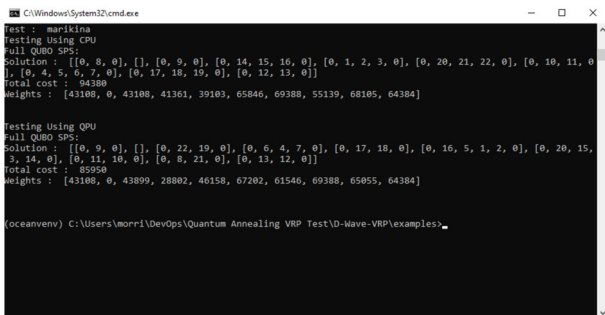 C:\Windows\System32\cmd.exe
Test :  marikina
Testing Using CPU
Full QUBO SPS:
Solution :  [[0, 8, 0], [], [0, 9, 0], [0, 14, 15, 16, 0], [0, 1, 2, 3, 0], [0, 20, 21, 22, 0], [0, 10, 11, 0
], [0, 4, 5, 6, 7, 0], [0, 17, 18, 19, 0], [0, 12, 13, 0]]
Total cost :  94380
Weights :  [43108, 0, 43108, 41361, 39103, 65846, 69388, 55139, 68105, 64384]
Testing Using QPU
Full QUBO SPS:
Solution :  [[0, 9, 0], [], [0, 22, 19, 0], [0, 6, 4, 7, 0], [0, 17, 18, 0], [0, 16, 5, 1, 2, 0], [0, 20, 15,
 3, 14, 0], [0, 11, 10, 0], [0, 8, 21, 0], [0, 13, 12, 0]]
Total cost :  85950
Weights :  [43108, 0, 43899, 28802, 46158, 67202, 61546, 69388, 65055, 64384]
(oceanvenv) C:\Users\morri\DevOps\Quantum Annealing VRP Test\D-Wave-VRP\examples>